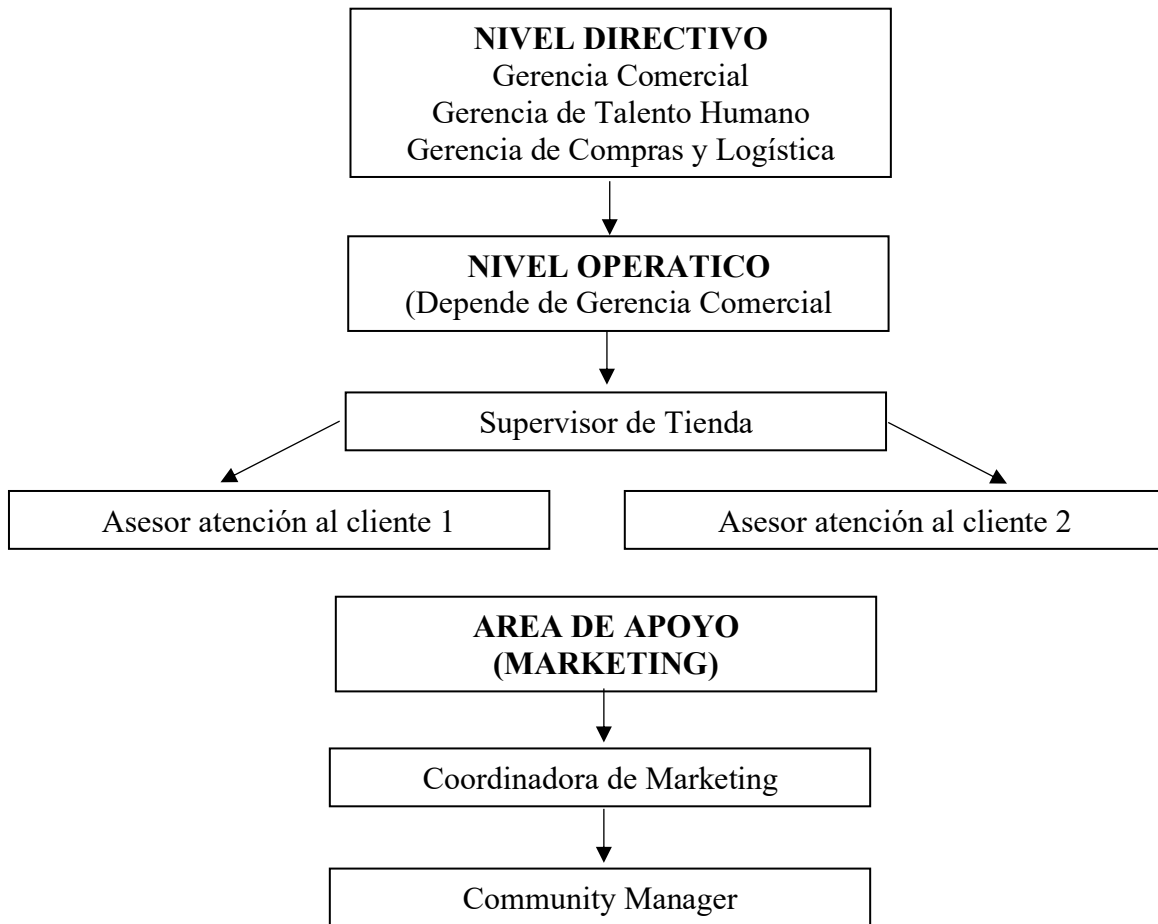 NIVEL DIRECTIVO
Gerencia Comercial
Gerencia de Talento Humano
Gerencia de Compras y Logística
NIVEL OPERATICO
(Depende de Gerencia Comercial
Supervisor de Tienda
Asesor atención al cliente 1
Asesor atención al cliente 2
AREA DE APOYO
(MARKETING)
Coordinadora de Marketing
Community Manager